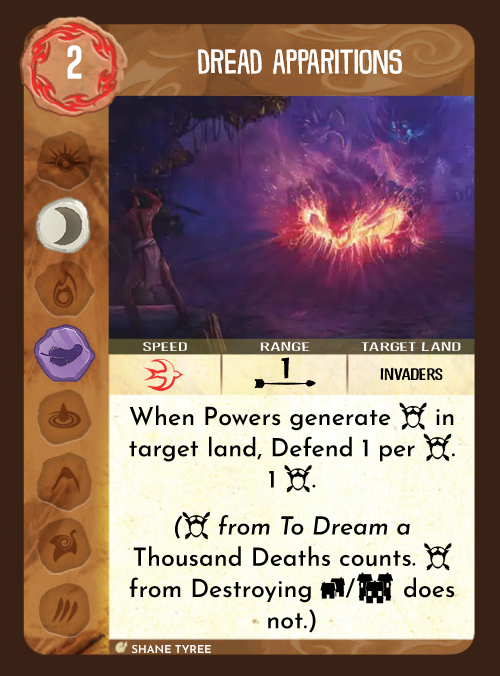 2
DREAD APPARITIONS
SPEED RANGE TARGET LAND
1
INVADERS
When Powers generate in
target land, Defend 1 per .
1 .
( from To Dream a
Thousand Deaths counts.
from Destroying / does
not.)
SHANE TYREE